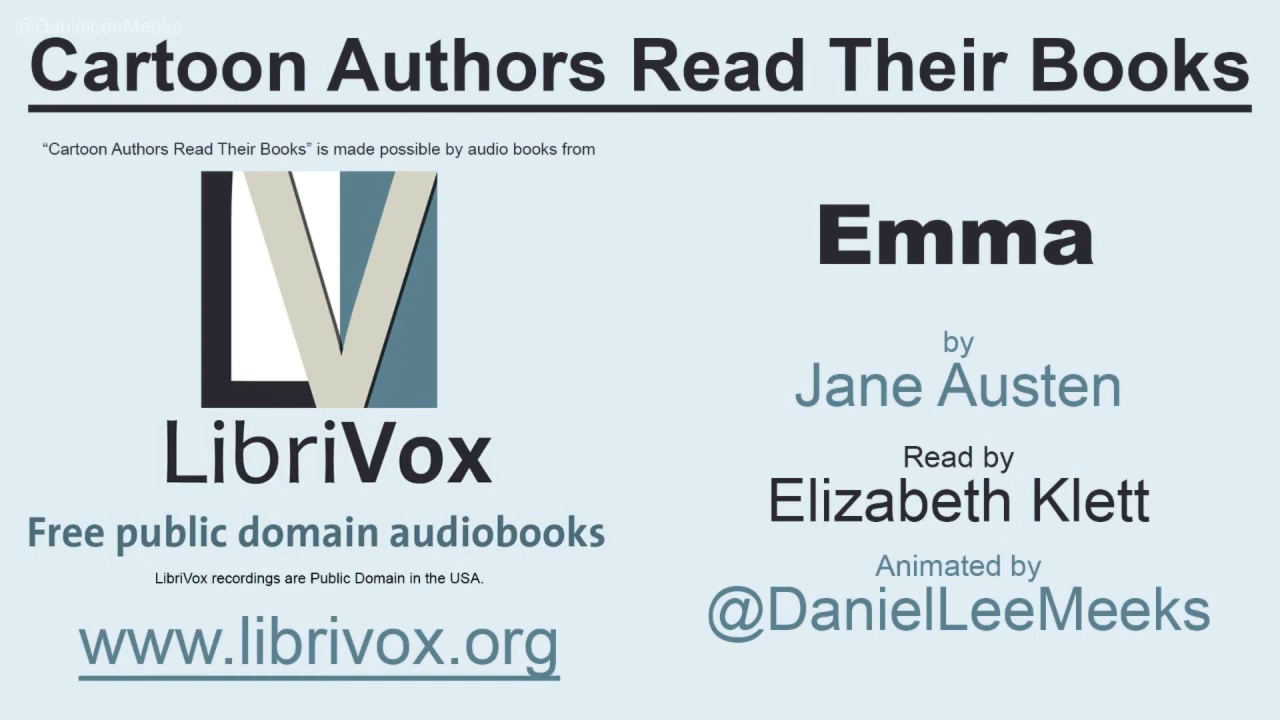 @DanielLeeMeeks
Cartoon Authors Read Their Books
“Cartoon Authors Read Their Books” is made possible by audio books from
LV
LibriVox
Free public domain audiobooks
LibriVox recordings are Public Domain in the USA.
www.librivox.org
Emma
by
Jane Austen
Read by
Elizabeth Klett
Animated by
@DanielLeeMeeks